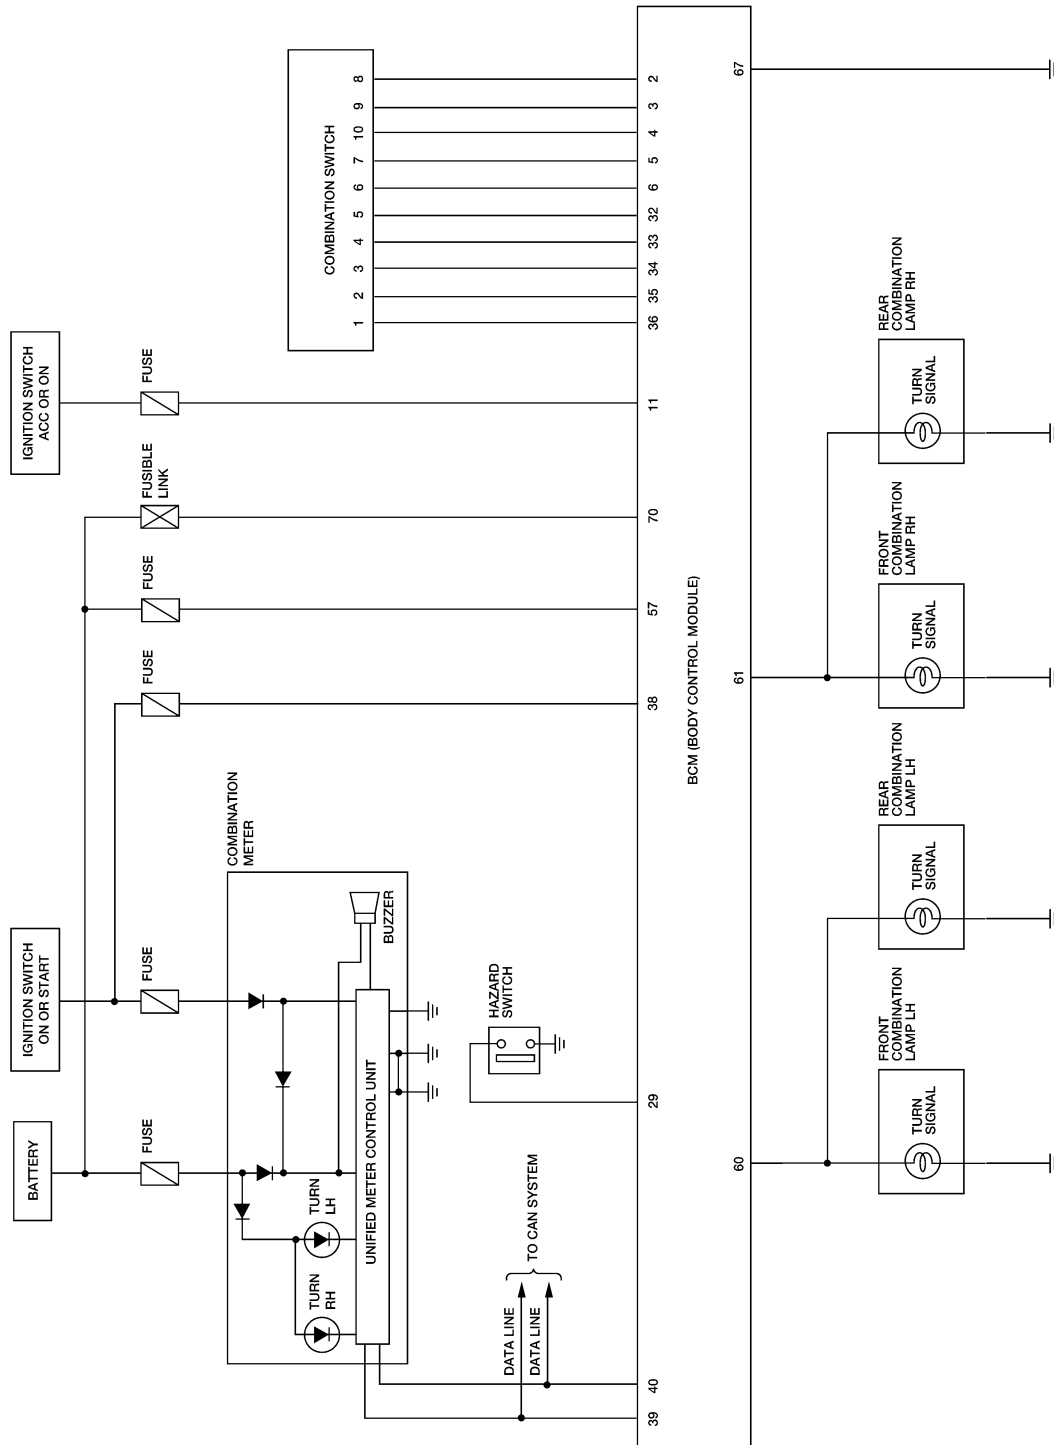 BATTERY
IGNITION SWITCH
ON OR START
IGNITION SWITCH
ACC OR ON
FUSE
FUSE
FUSE
FUSE
FUSIBLE
LINK
FUSE
COMBINATION
METER
TURN
RH
TURN
LH
BUZZER
UNIFIED METER CONTROL UNIT
COMBINATION SWITCH
1
2
3
4
5
6
7
10
9
8
HAZARD
SWITCH
DATA LINE
DATA LINE
TO CAN SYSTEM
39
40
29
38
57
70
11
36
35
34
33
32
6
5
4
3
2
BCM (BODY CONTROL MODULE)
60
61
67
FRONT
COMBINATION
LAMP LH
TURN
SIGNAL
REAR
COMBINATION
LAMP LH
TURN
SIGNAL
FRONT
COMBINATION
LAMP RH
TURN
SIGNAL
REAR
COMBINATION
LAMP RH
TURN
SIGNAL